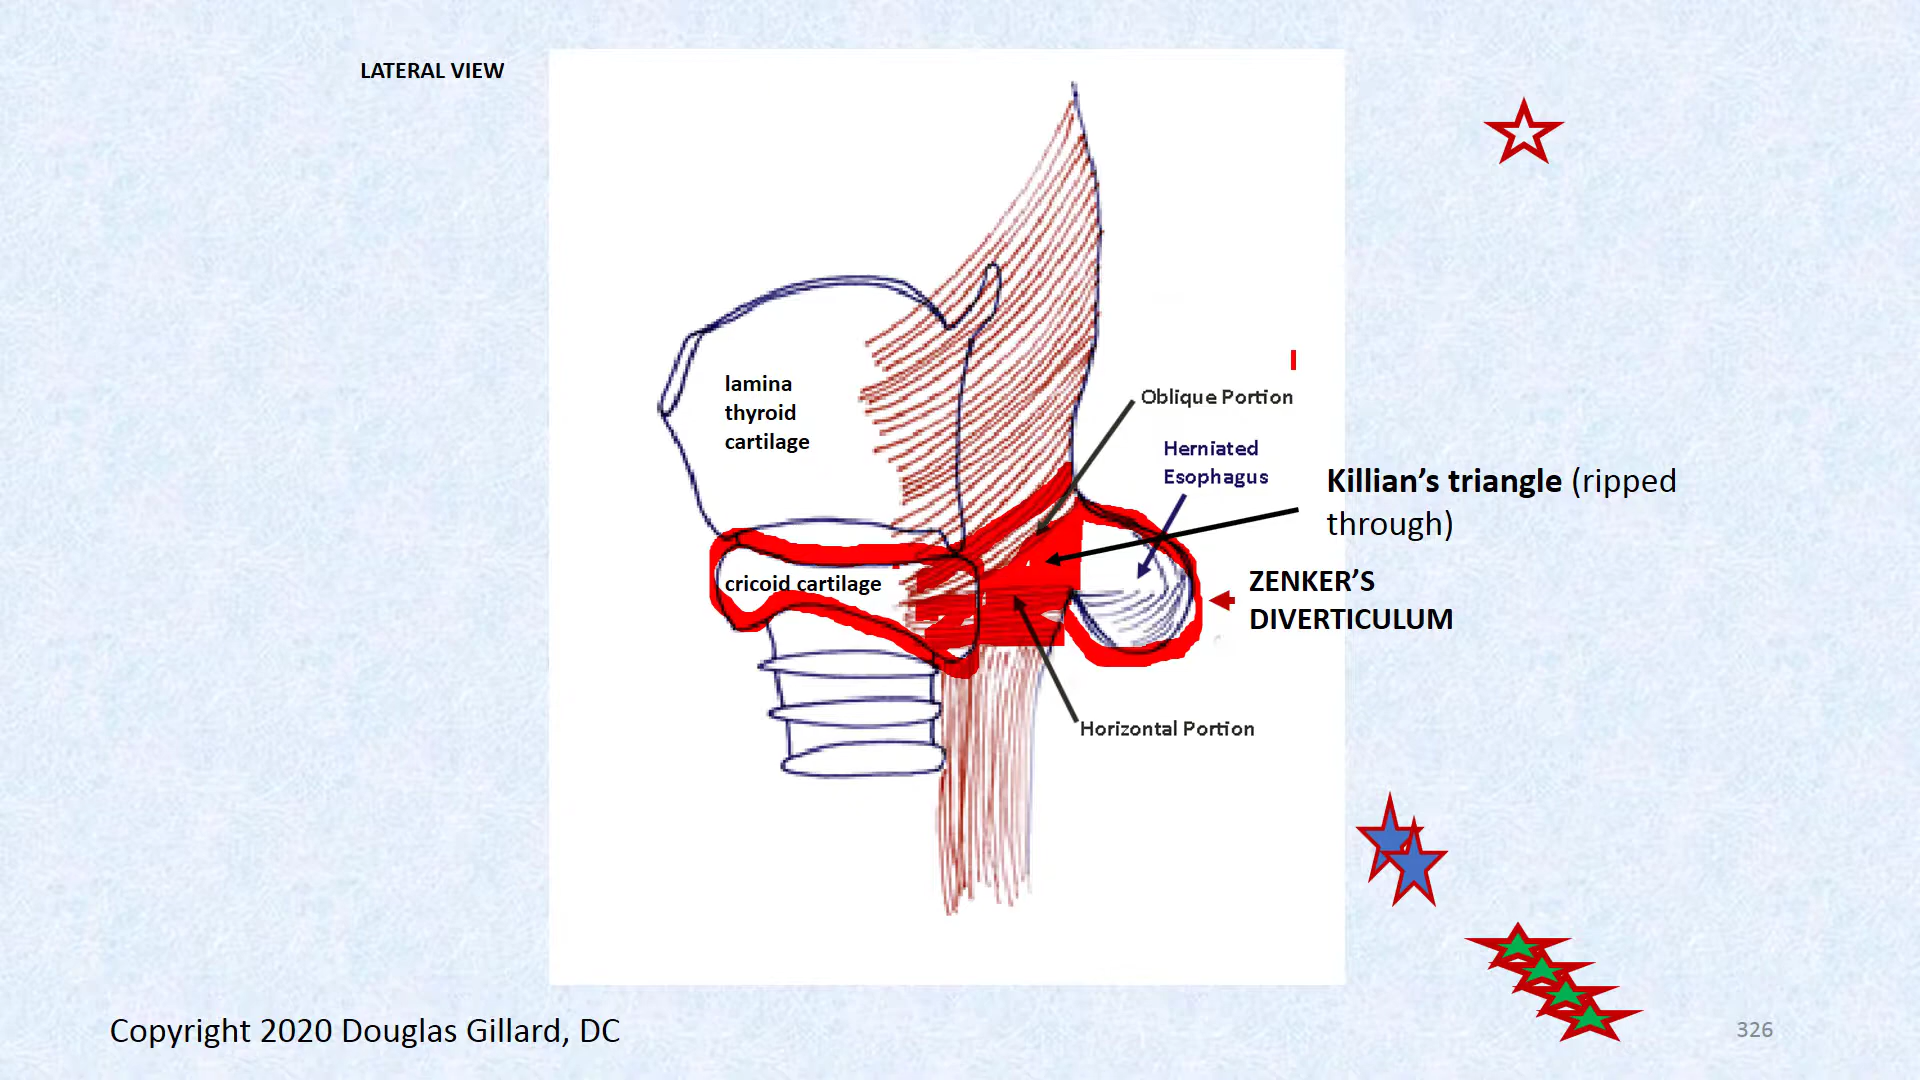 LATERAL VIEW
lamina
thyroid
cartilage
Oblique Portion
Herniated
Esophagus
Killian’s triangle (ripped
through)
cricoid cartilage
ZENKER’S
DIVERTICULUM
Horizontal Portion
Copyright 2020 Douglas Gillard, DC
326